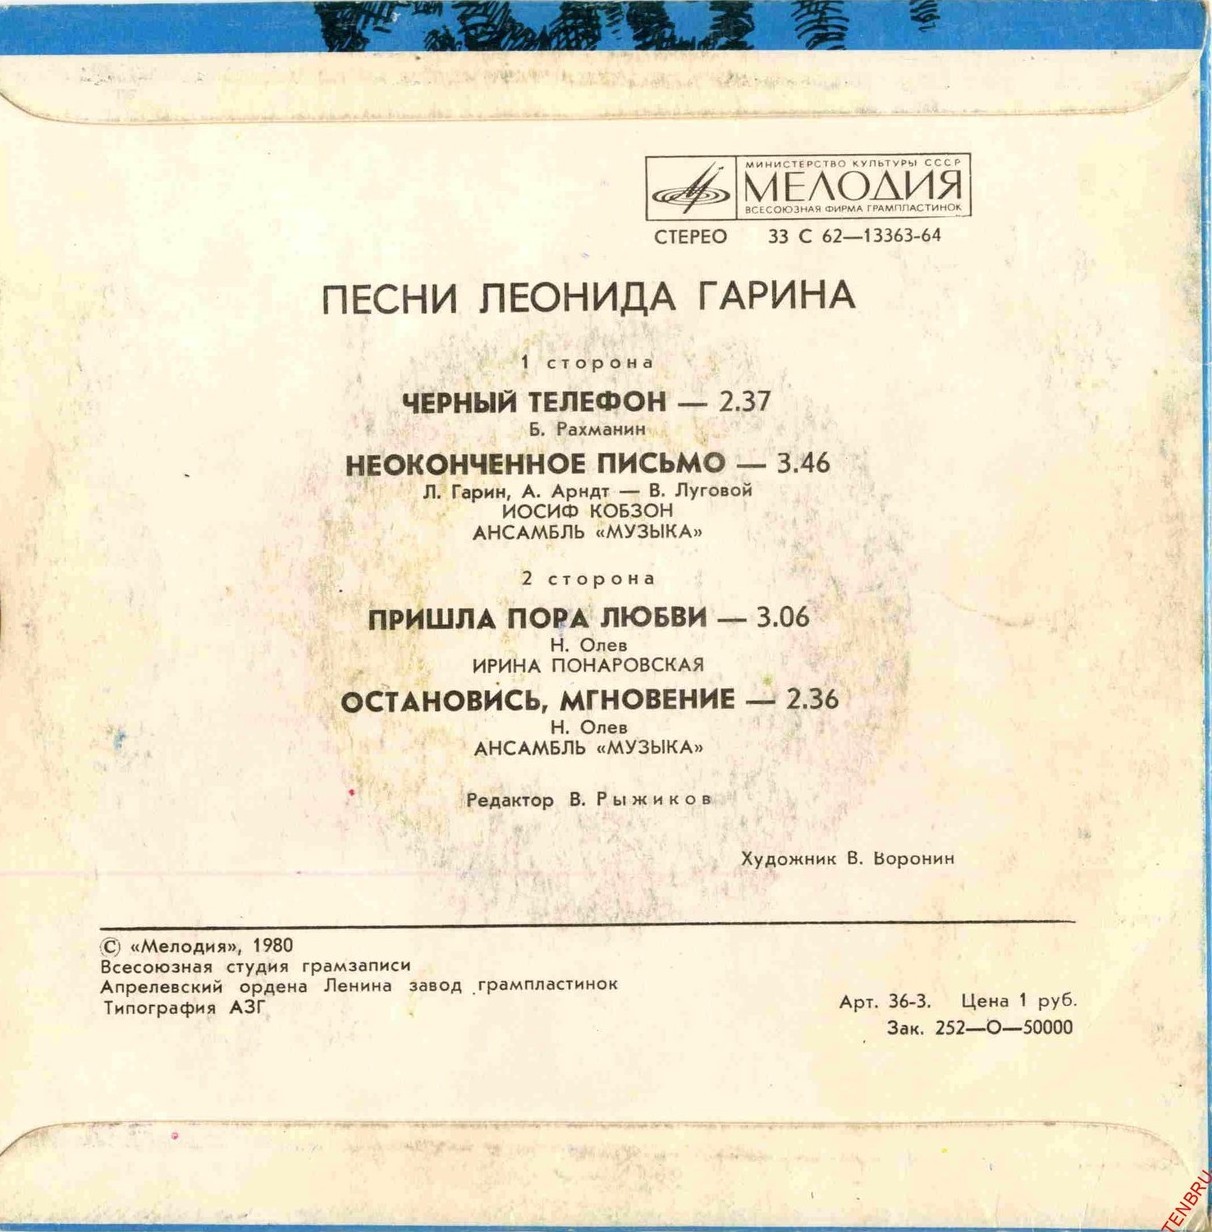 МИНИСТЕРСТВО КУЛЬТУРЫ СССР
МЕЛОДИЯ
ВСЕСОЮЗНАЯ ФИРМА ГРАМПЛАСТИНОК
СТЕРЕО 33 С 62—13363-64
ПЕСНИ ЛЕОНИДА ГАРИНА
1 сторона
ЧЕРНЫЙ ТЕЛЕФОН — 2.37
Б. Рахманин
НЕОКОНЧЕННОЕ ПИСЬМО — 3.46
Л. Гарин, А. Арндт — В. Луговой
ИОСИФ КОБЗОН
АНСАМБЛЬ «МУЗЫКА»
2 сторона
ПРИШЛА ПОРА ЛЮБВИ — 3.06
Н. Олев
ИРИНА ПОНАРОВСКАЯ
ОСТАНОВИСЬ, МГНОВЕНИЕ — 2.36
Н. Олев
АНСАМБЛЬ «МУЗЫКА»
Редактор В. Рыжиков
Художник В. Воронин
© «Мелодия», 1980
Всесоюзная студия грамзаписи
Апрелевский ордена Ленина завод грампластинок
Типография АЗГ
Арт. 36-3. Цена 1 руб.
Зак. 252—О—50000
TENBRU